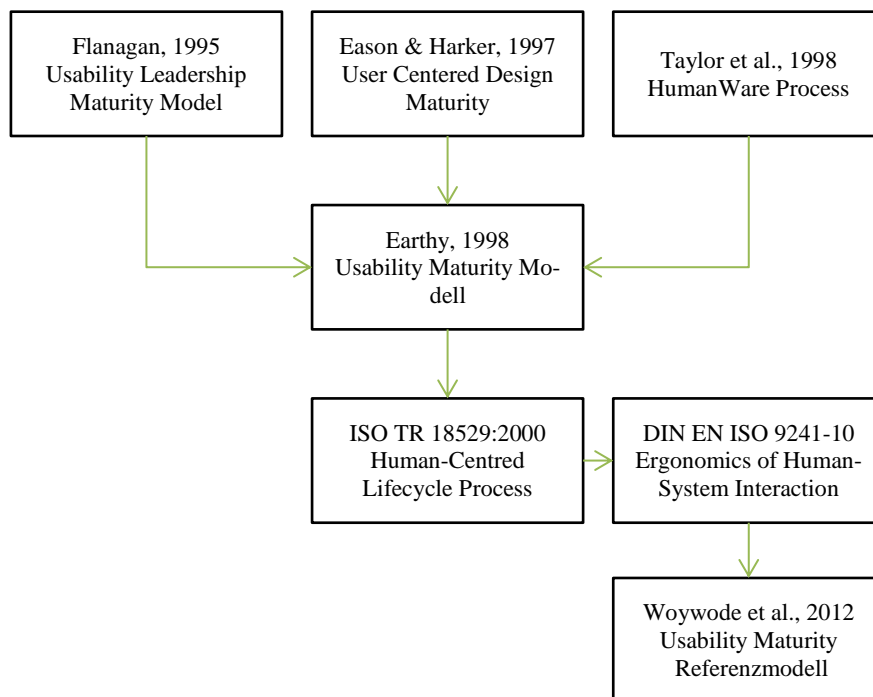 Flanagan, 1995
Usability Leadership
Maturity Model
Eason & Harker, 1997
User Centered Design
Maturity
Taylor et al., 1998
HumanWare Process
Earthy, 1998
Usability Maturity Mo-
dell
ISO TR 18529:2000
Human-Centred
Lifecycle Process
DIN EN ISO 9241-10
Ergonomics of Human-
System Interaction
Woywode et al., 2012
Usability Maturity
Referenzmodell